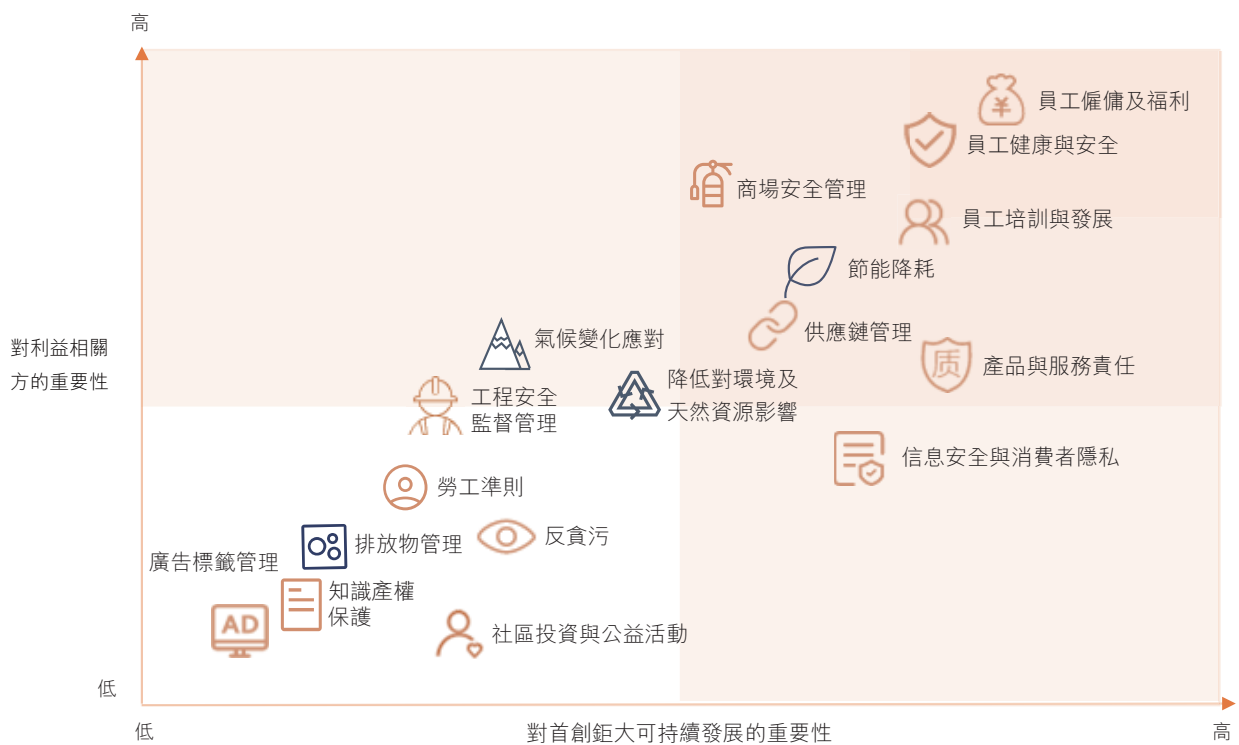 高
員工僱傭及福利
員工健康與安全
商場安全管理
員工培訓與發展
節能降耗
供應鏈管理
氣候變化應對
對利益相關
方的重要性
质
產品與服務責任
降低對環境及
天然資源影響
工程安全
監督管理
信息安全與消費者隱私
勞工準則
反貪污
排放物管理
廣告標籤管理
知識產權
保護
AD
社區投資與公益活動
低
低
對首創鉅大可持續發展的重要性
高